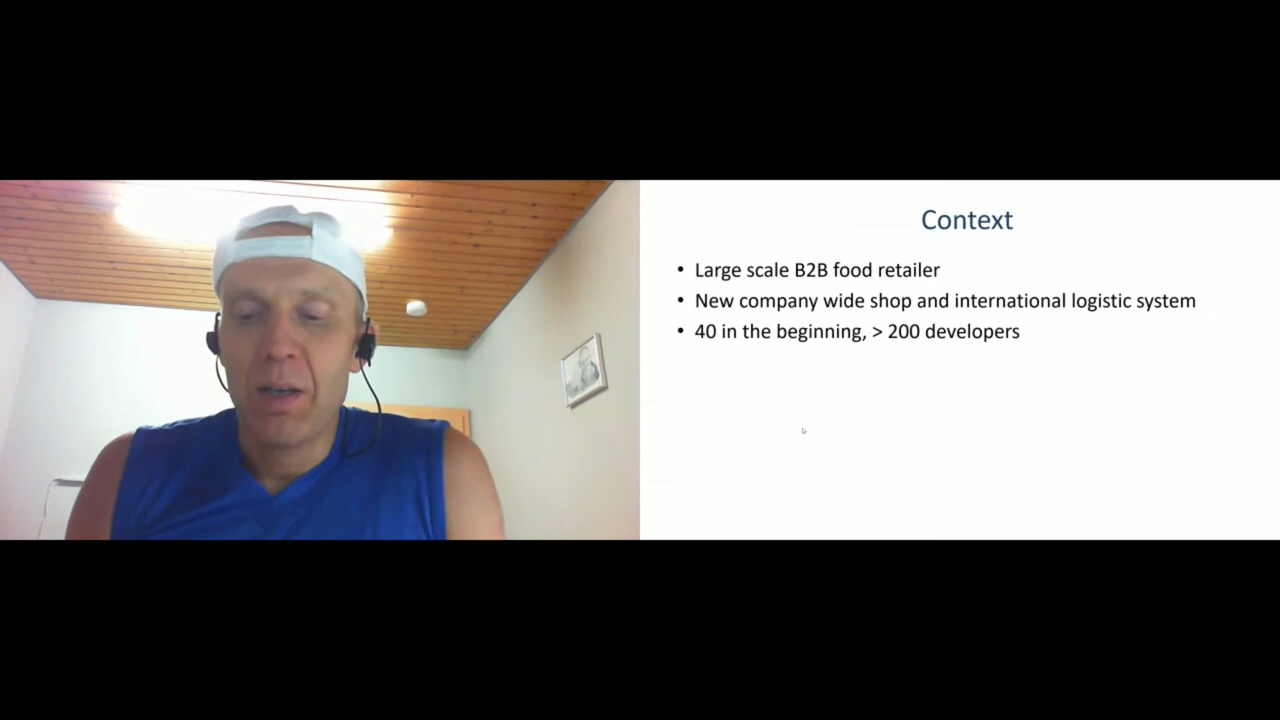 Context
• Large scale B2B food retailer
• New company wide shop and international logistic system
• 40 in the beginning, > 200 developers